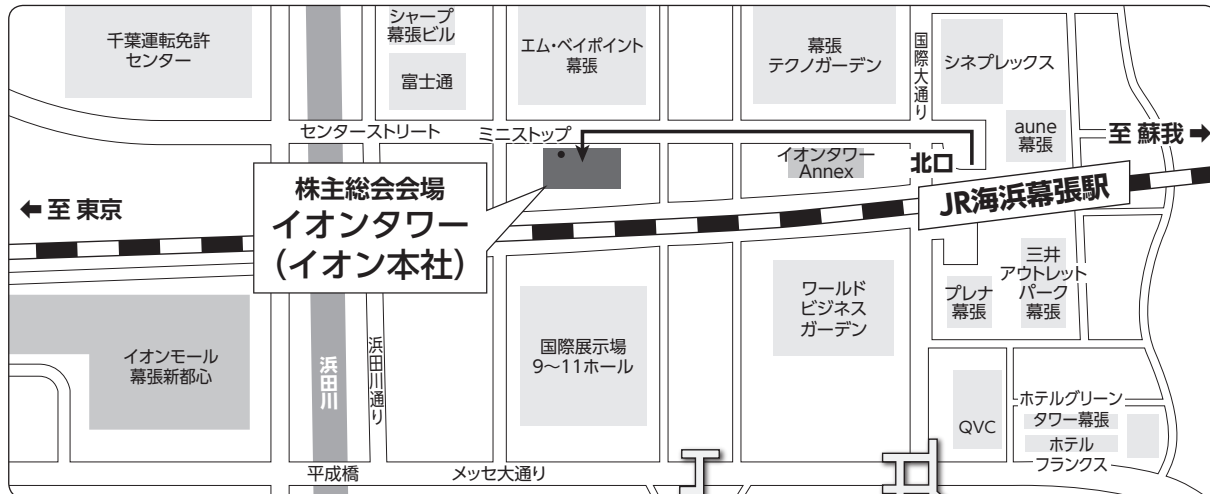 千葉運転免許
センター
シャープ
幕張ビル
富士通
エム・ベイポイント
幕張
幕張
テクノガーデン
国際大通り
シネプレックス
aune
幕張
至 蘇我➡
センターストリート
ミニストップ
イオンタワー
Annex
北口
JR海浜幕張駅
⬅至 東京
株主総会会場
イオンタワー
（イオン本社）
イオンモール
幕張新都心
浜田川
浜田川通り
国際展示場
9〜11ホール
ワールド
ビジネス
ガーデン
プレナ
幕張
三井
アウトレット
パーク
幕張
QVC
ホテルグリーン
タワー幕張
ホテル
フランクス
平成橋
メッセ大通り